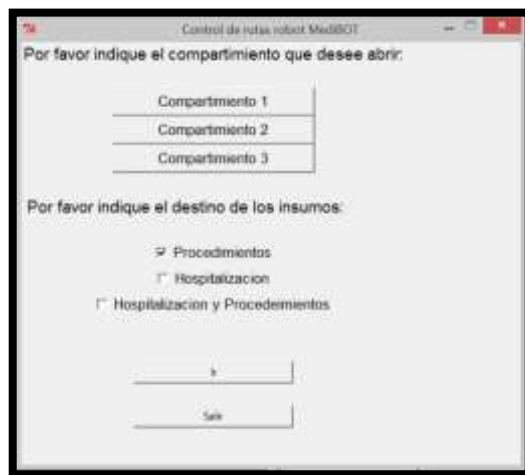 Control de rutas robot MediBOT
Por favor indique el compartimiento que desee abrir:
Compartimiento 1
Compartimiento 2
Compartimiento 3
Por favor indique el destino de los insumos:
Procedimientos
Hospitalizacion
Hospitalizacion y Procedeimientos
Ir
Salir